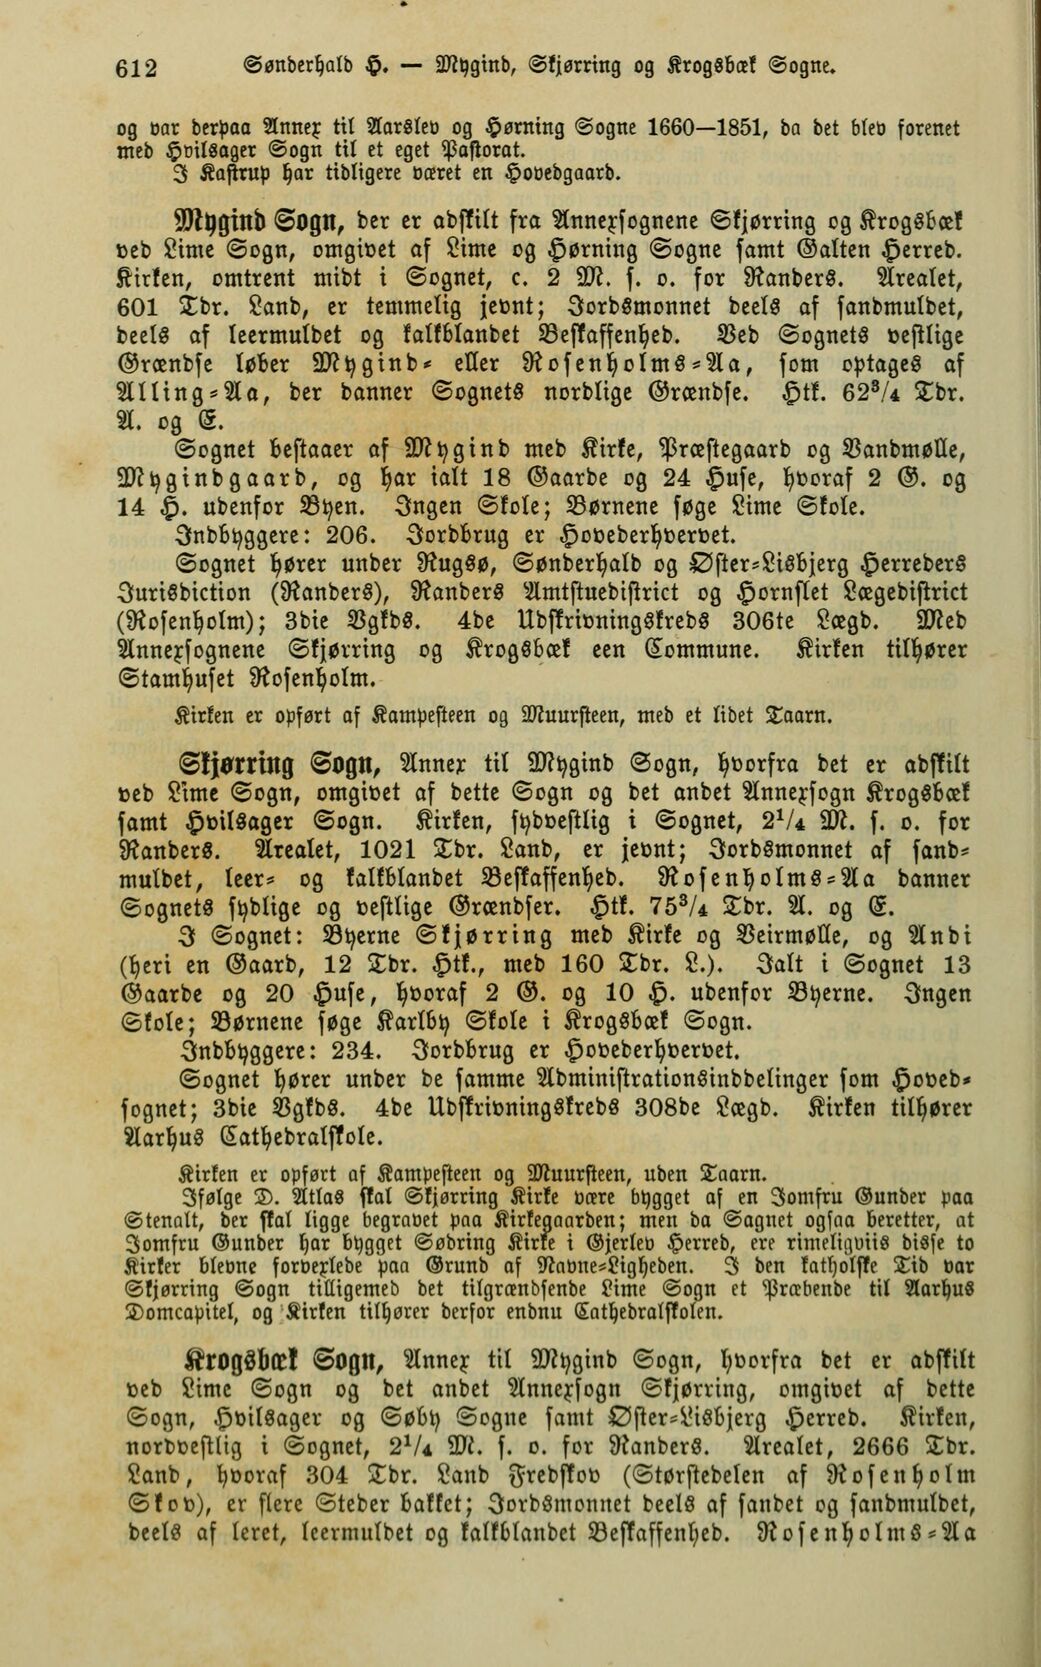 612 Sønderhald H. — Mygind, Skjørring og Krogsbæk Sogne.
og var derpaa Annex til Aarslev og Hørning Sogne 1660—1851, da det blev forenet
med Hvilsager Sogn til et eget Pastorat.
I Kastrup har tidligere været en Hovedgaard.
Mygind Sogn, der er adskilt fra Annexsognene Skjørring og Krogsbæk
ved Lime Sogn, omgivet af Lime og Hørning Sogne samt Galten Herred.
Kirken, omtrent midt i Sognet, c. 2 M. s. o. for Randers. Arealet,
601 Tdr. Land, er temmelig jevnt; Jordsmonnet deels af sandmuldet,
deels af leermuldet og kalkblandet Beskaffenhed. Ved Sognets vestlige
Grændse løber Mygind- eller Rosenholms-Aa, som optages af
Alling-Aa, der danner Sognets nordlige Grændse. Htk. 62³/₄ Tdr.
A. og E.
Sognet bestaaer af Mygind med Kirke, Præstegaard og Vandmølle,
Mygindgaard, og har ialt 18 Gaarde og 24 Huse, hvoraf 2 G. og
14 H. udenfor Byen. Ingen Skole; Børnene søge Lime Skole.
Indbyggere: 206. Jordbrug er Hovederhvervet.
Sognet hører under Rugsø, Sønderhald og Øster-Lisbjerg Herreders
Jurisdiction (Randers), Randers Amtstuedistrict og Hornslet Lægedistrict
(Rosenholm); 3die Vgkds. 4de Udskrivningskreds 306te Lægd. Med
Annexsognene Skjørring og Krogsbæk een Commune. Kirken tilhører
Stamhuset Rosenholm.
Kirken er opført af Kampesteen og Muursteen, med et lidet Taarn.
Skjørring Sogn, Annex til Mygind Sogn, hvorfra det er adskilt
ved Lime Sogn, omgivet af dette Sogn og det andet Annexsogn Krogsbæk
samt Hvilsager Sogn. Kirken, sydvestlig i Sognet, 2¹/₄ M. s. o. for
Randers. Arealet, 1021 Tdr. Land, er jevnt; Jordsmonnet af sand-
muldet, leer- og kalkblandet Beskaffenhed. Rosenholms-Aa danner
Sognets sydlige og vestlige Grændser. Htk. 75³/₄ Tdr. A. og E.
I Sognet: Byerne Skjørring med Kirke og Veirmølle, og Andi
(heri en Gaard, 12 Tdr. Htk., med 160 Tdr. L.). Ialt i Sognet 13
Gaarde og 20 Huse, hvoraf 2 G. og 10 H. udenfor Byerne. Ingen
Skole; Børnene søge Karlby Skole i Krogsbæk Sogn.
Indbyggere: 234. Jordbrug er Hovederhvervet.
Sognet hører under de samme Administrationsinddelinger som Hoved-
sognet; 3die Vgkds. 4de Udskrivningskreds 308de Lægd. Kirken tilhører
Aarhus Cathedralskole.
Kirken er opført af Kampesteen og Muursteen, uden Taarn.
Ifølge D. Atlas skal Skjørring Kirke være bygget af en Jomfru Gunder paa
Stenalt, der skal ligge begravet paa Kirkegaarden; men da Sagnet ogsaa beretter, at
Jomfru Gunder har bygget Søbring Kirke i Gjerlev Herred, ere rimeligviis disse to
Kirker blevne forvexlede paa Grund af Navne-Ligheden. I den katholske Tid var
Skjørring Sogn tilligemed det tilgrændsende Lime Sogn et Præbende til Aarhus
Domcapitel, og Kirken tilhører derfor endnu Cathedralskolen.
Krogsbæk Sogn, Annex til Mygind Sogn, hvorfra det er adskilt
ved Lime Sogn og det andet Annexsogn Skjørring, omgivet af dette
Sogn, Hvilsager og Søby Sogne samt Øster-Lisbjerg Herred. Kirken,
nordvestlig i Sognet, 2¹/₄ M. s. o. for Randers. Arealet, 2666 Tdr.
Land, hvoraf 304 Tdr. Land Fredskov (Størstedelen af Rosenholm
Skov), er flere Steder bakket; Jordsmonnet deels af sandet og sandmuldet,
deels af leret, leermuldet og kalkblandet Beskaffenhed. Rosenholms-Aa